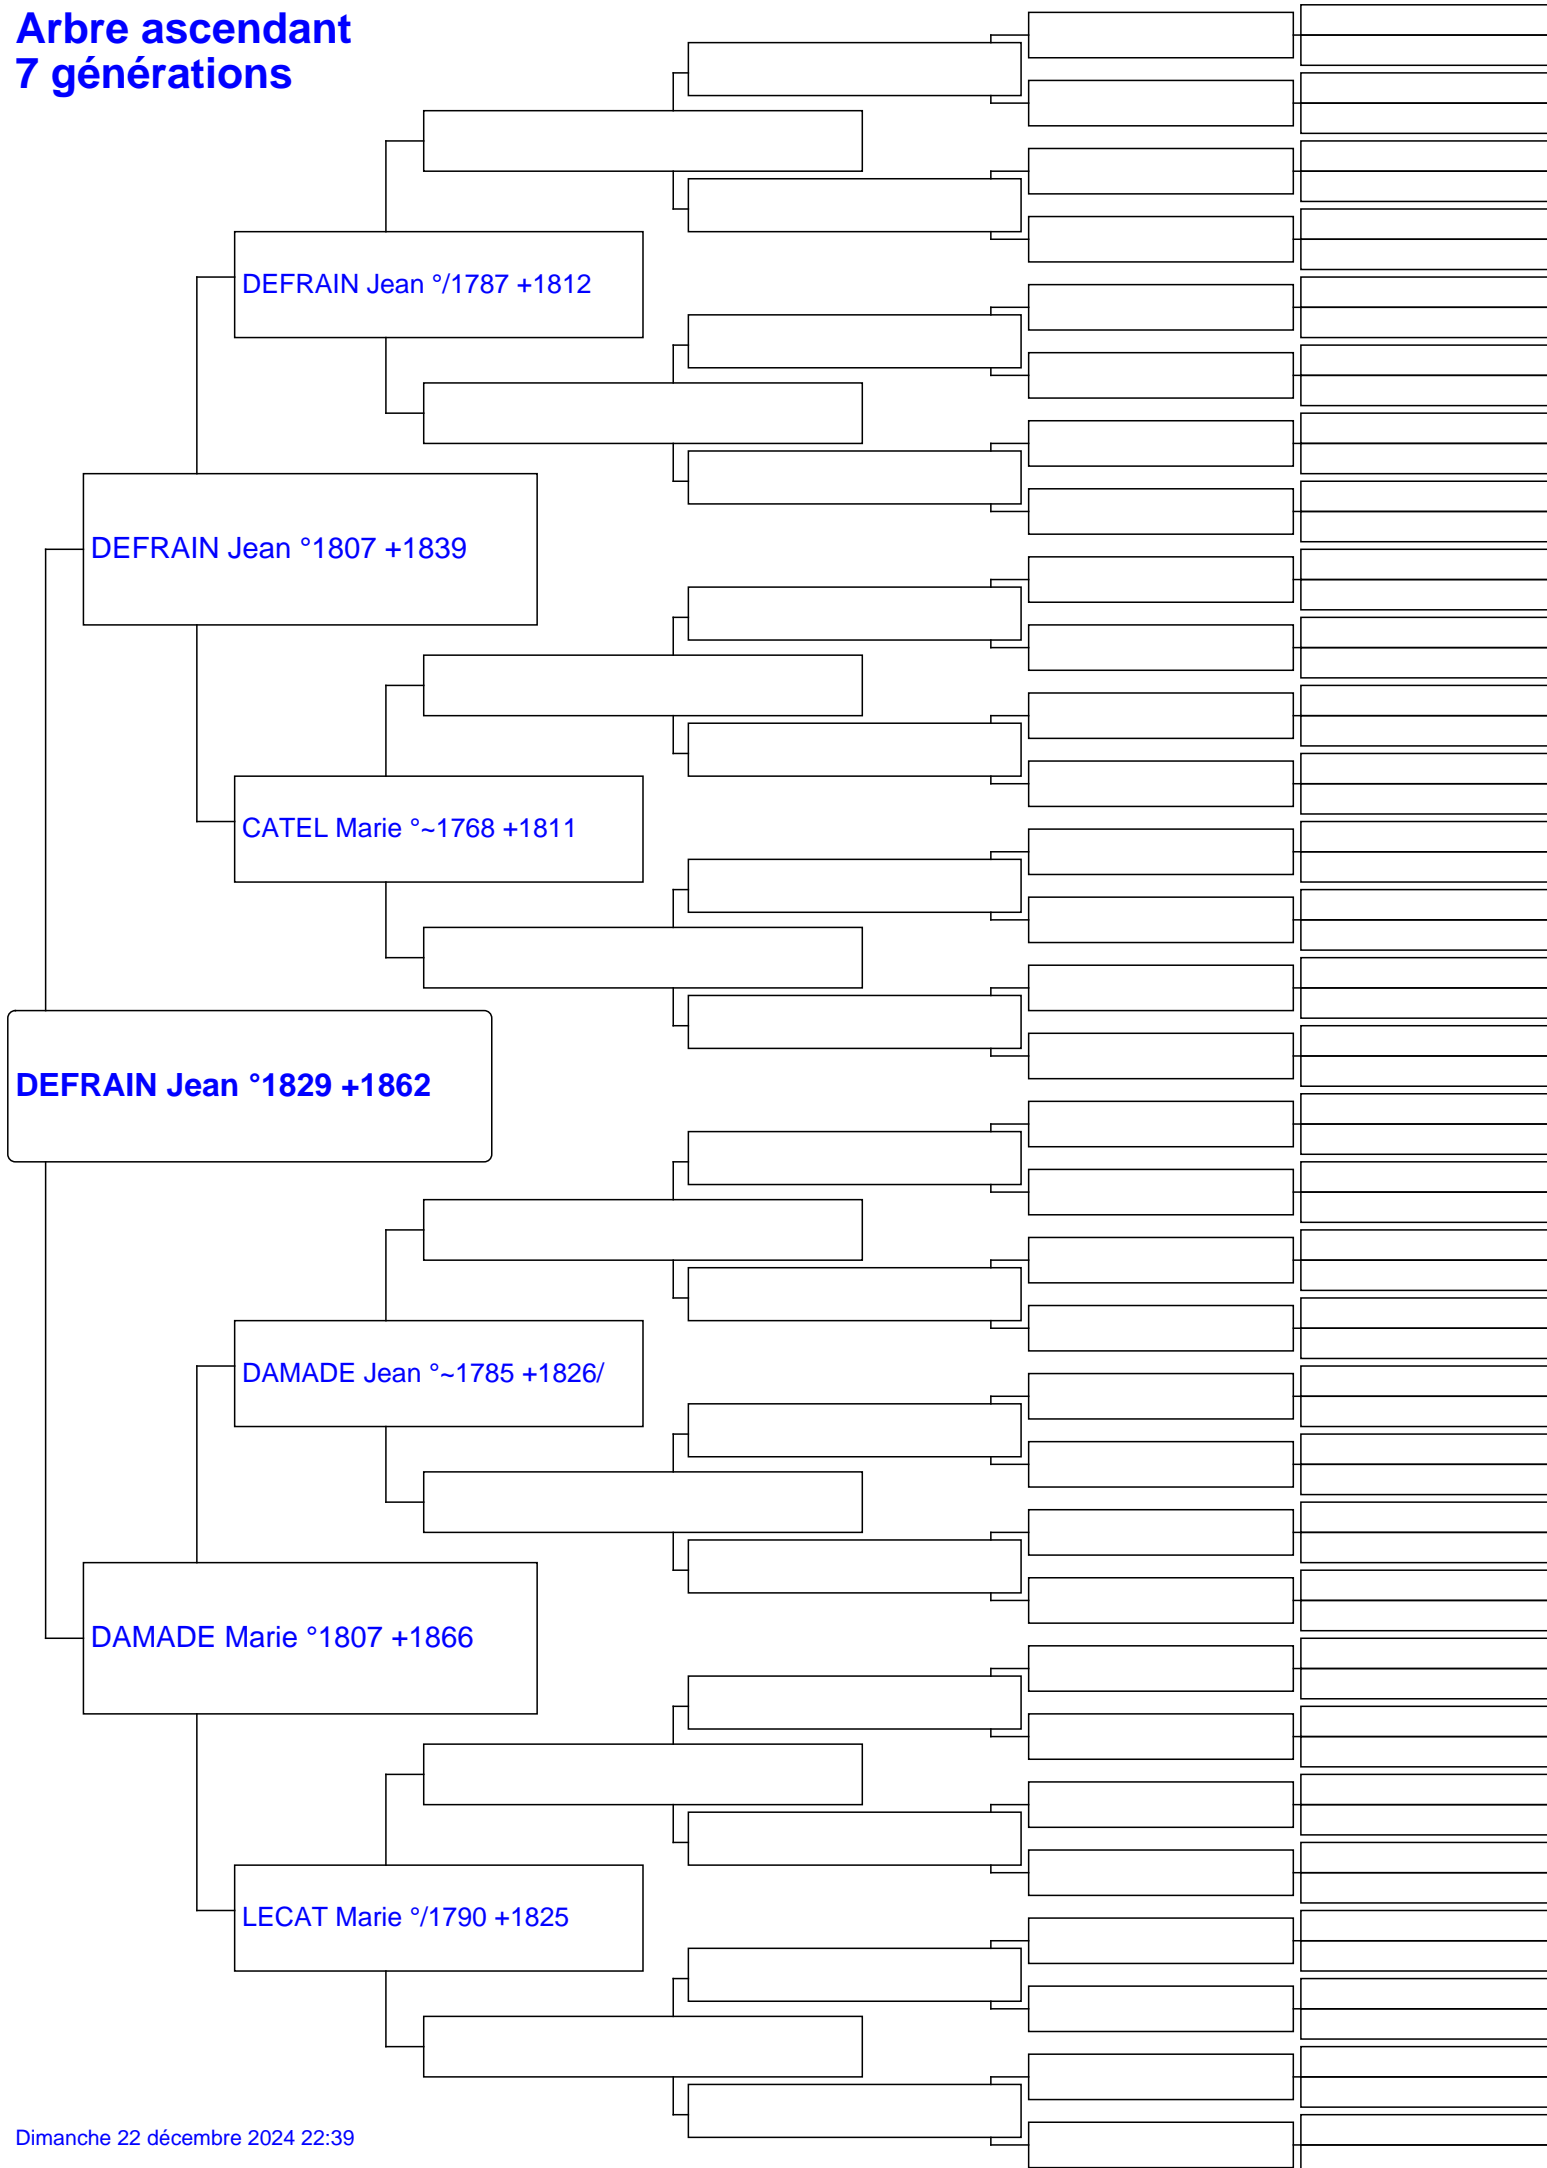 Arbre ascendant
7 générations
DEFRAIN Jean °/1787 +1812
DEFRAIN Jean °1807 +1839
CATEL Marie °~1768 +1811
DEFRAIN Jean °1829 +1862
DAMADE Jean °~1785 +1826/
DAMADE Marie °1807 +1866
LECAT Marie °/1790 +1825
Dimanche 22 décembre 2024 22:39